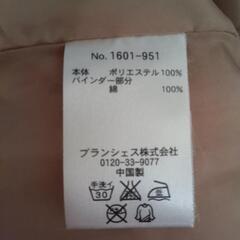 No. 1601-951
本体 ポリエステル100%
バインダー部分
綿 100%
ブランシェス株式会社
0120-33-9077
中国製
手洗イ
30